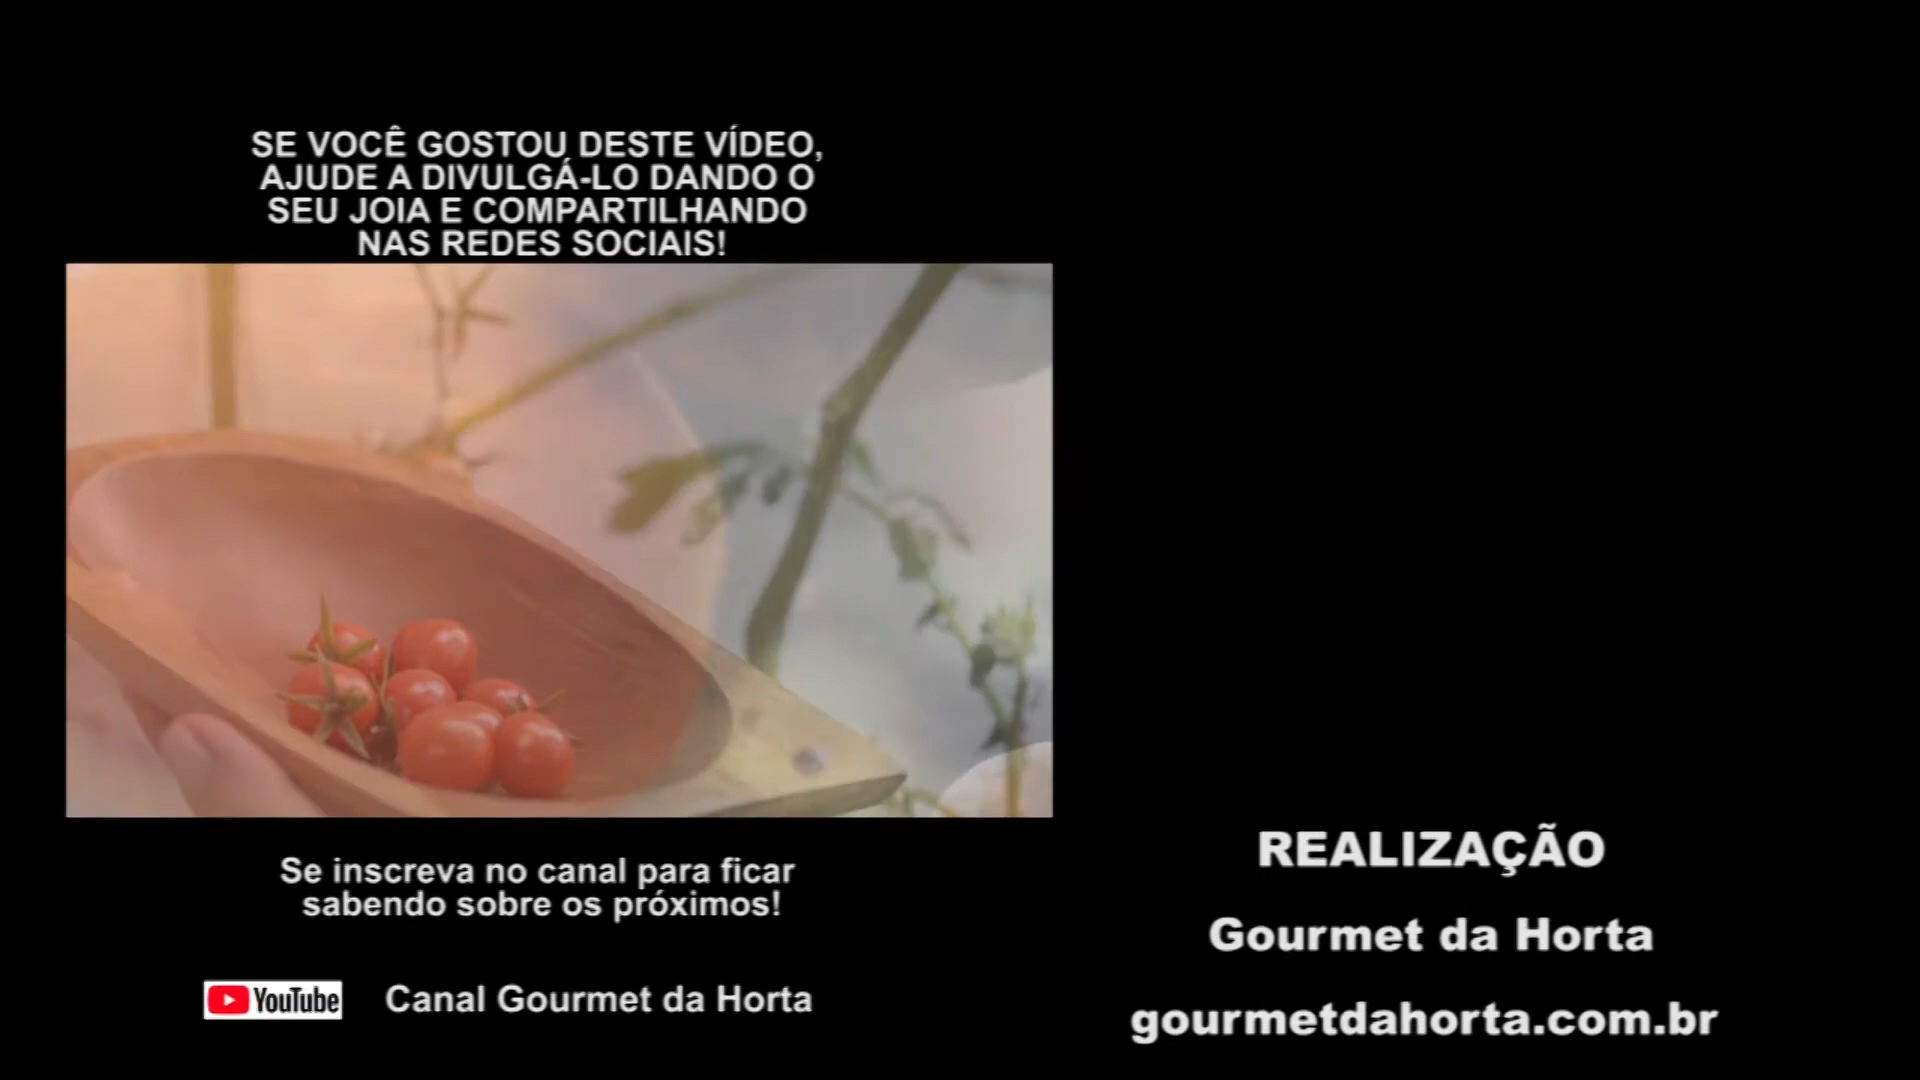 SE VOCÊ GOSTOU DESTE VÍDEO,
AJUDE A DIVULGÁ-LO DANDO O
SEU JOIA E COMPARTILHANDO
NAS REDES SOCIAIS!
Se inscreva no canal para ficar
sabendo sobre os próximos!
YouTube Canal Gourmet da Horta
REALIZAÇÃO
Gourmet da Horta
gourmetdahorta.com.br